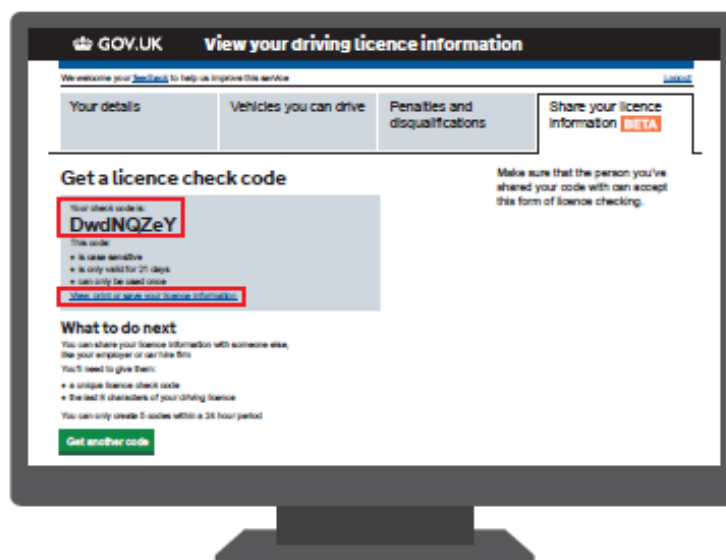 GOV.UK View your driving licence information
We welcome your feedback to help us improve this service Logout
Your details
Vehicles you can drive
Penalties and
disqualifications
Share your licence
information BETA
Get a licence check code
Your check code is:
DwdNQZeY
This code:
• is case sensitive
• is only valid for 21 days
• can only be used once
View, print or save your licence information
Make sure that the person you've
shared your code with can accept
this form of licence checking.
What to do next
You can share your licence information with someone else,
like your employer or car hire firm
You'll need to give them:
• a unique licence check code
• the last 8 characters of your driving licence
You can only create 5 codes within a 24 hour period
Get another code